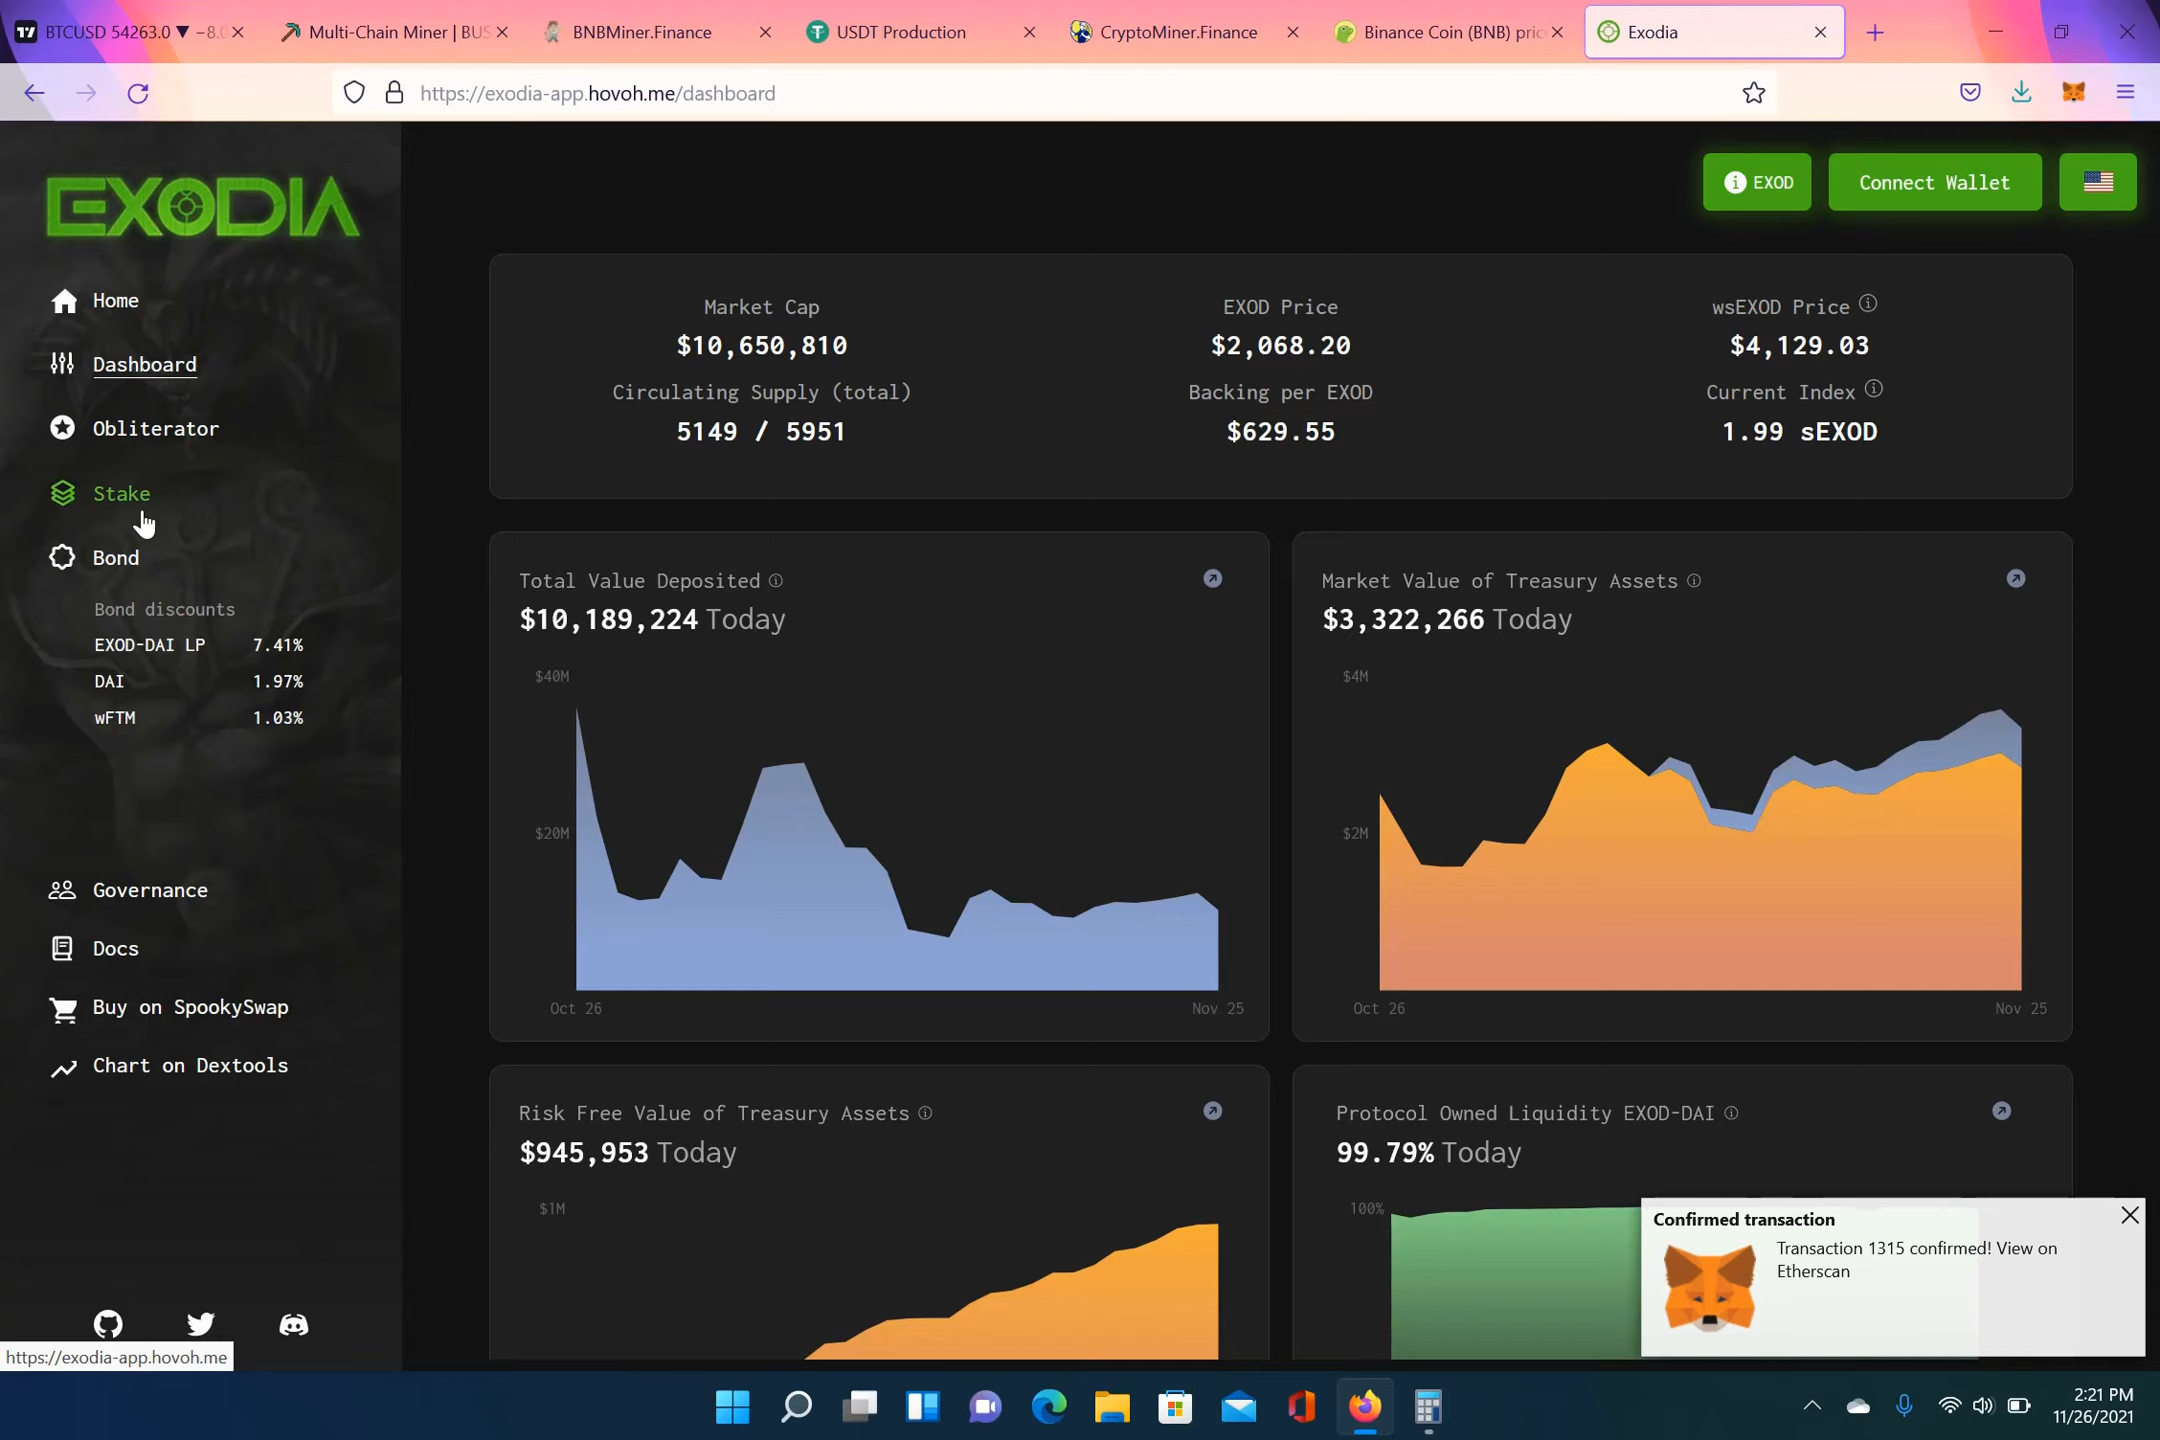 BTCUSD 54263.0 ▼ −8.0
Multi-Chain Miner | BUS
BNBMiner.Finance
USDT Production
CryptoMiner.Finance
Binance Coin (BNB) pric
Exodia
https://exodia-app.hovoh.me/dashboard
EXODIA
Home
Dashboard
Obliterator
Stake
Bond
Bond discounts
EXOD-DAI LP 7.41%
DAI 1.97%
wFTM 1.03%
Governance
Docs
Buy on SpookySwap
Chart on Dextools
https://exodia-app.hovoh.me
EXOD
Connect Wallet
Market Cap
$10,650,810
EXOD Price
$2,068.20
wsEXOD Price
$4,129.03
Circulating Supply (total)
5149 / 5951
Backing per EXOD
$629.55
Current Index
1.99 sEXOD
Total Value Deposited
$10,189,224 Today
$40M
$20M
Oct 26 Nov 25
Market Value of Treasury Assets
$3,322,266 Today
$4M
$2M
Oct 26 Nov 25
Risk Free Value of Treasury Assets
$945,953 Today
$1M
Protocol Owned Liquidity EXOD-DAI
99.79% Today
100%
Confirmed transaction
Transaction 1315 confirmed! View on
Etherscan
2:21 PM
11/26/2021